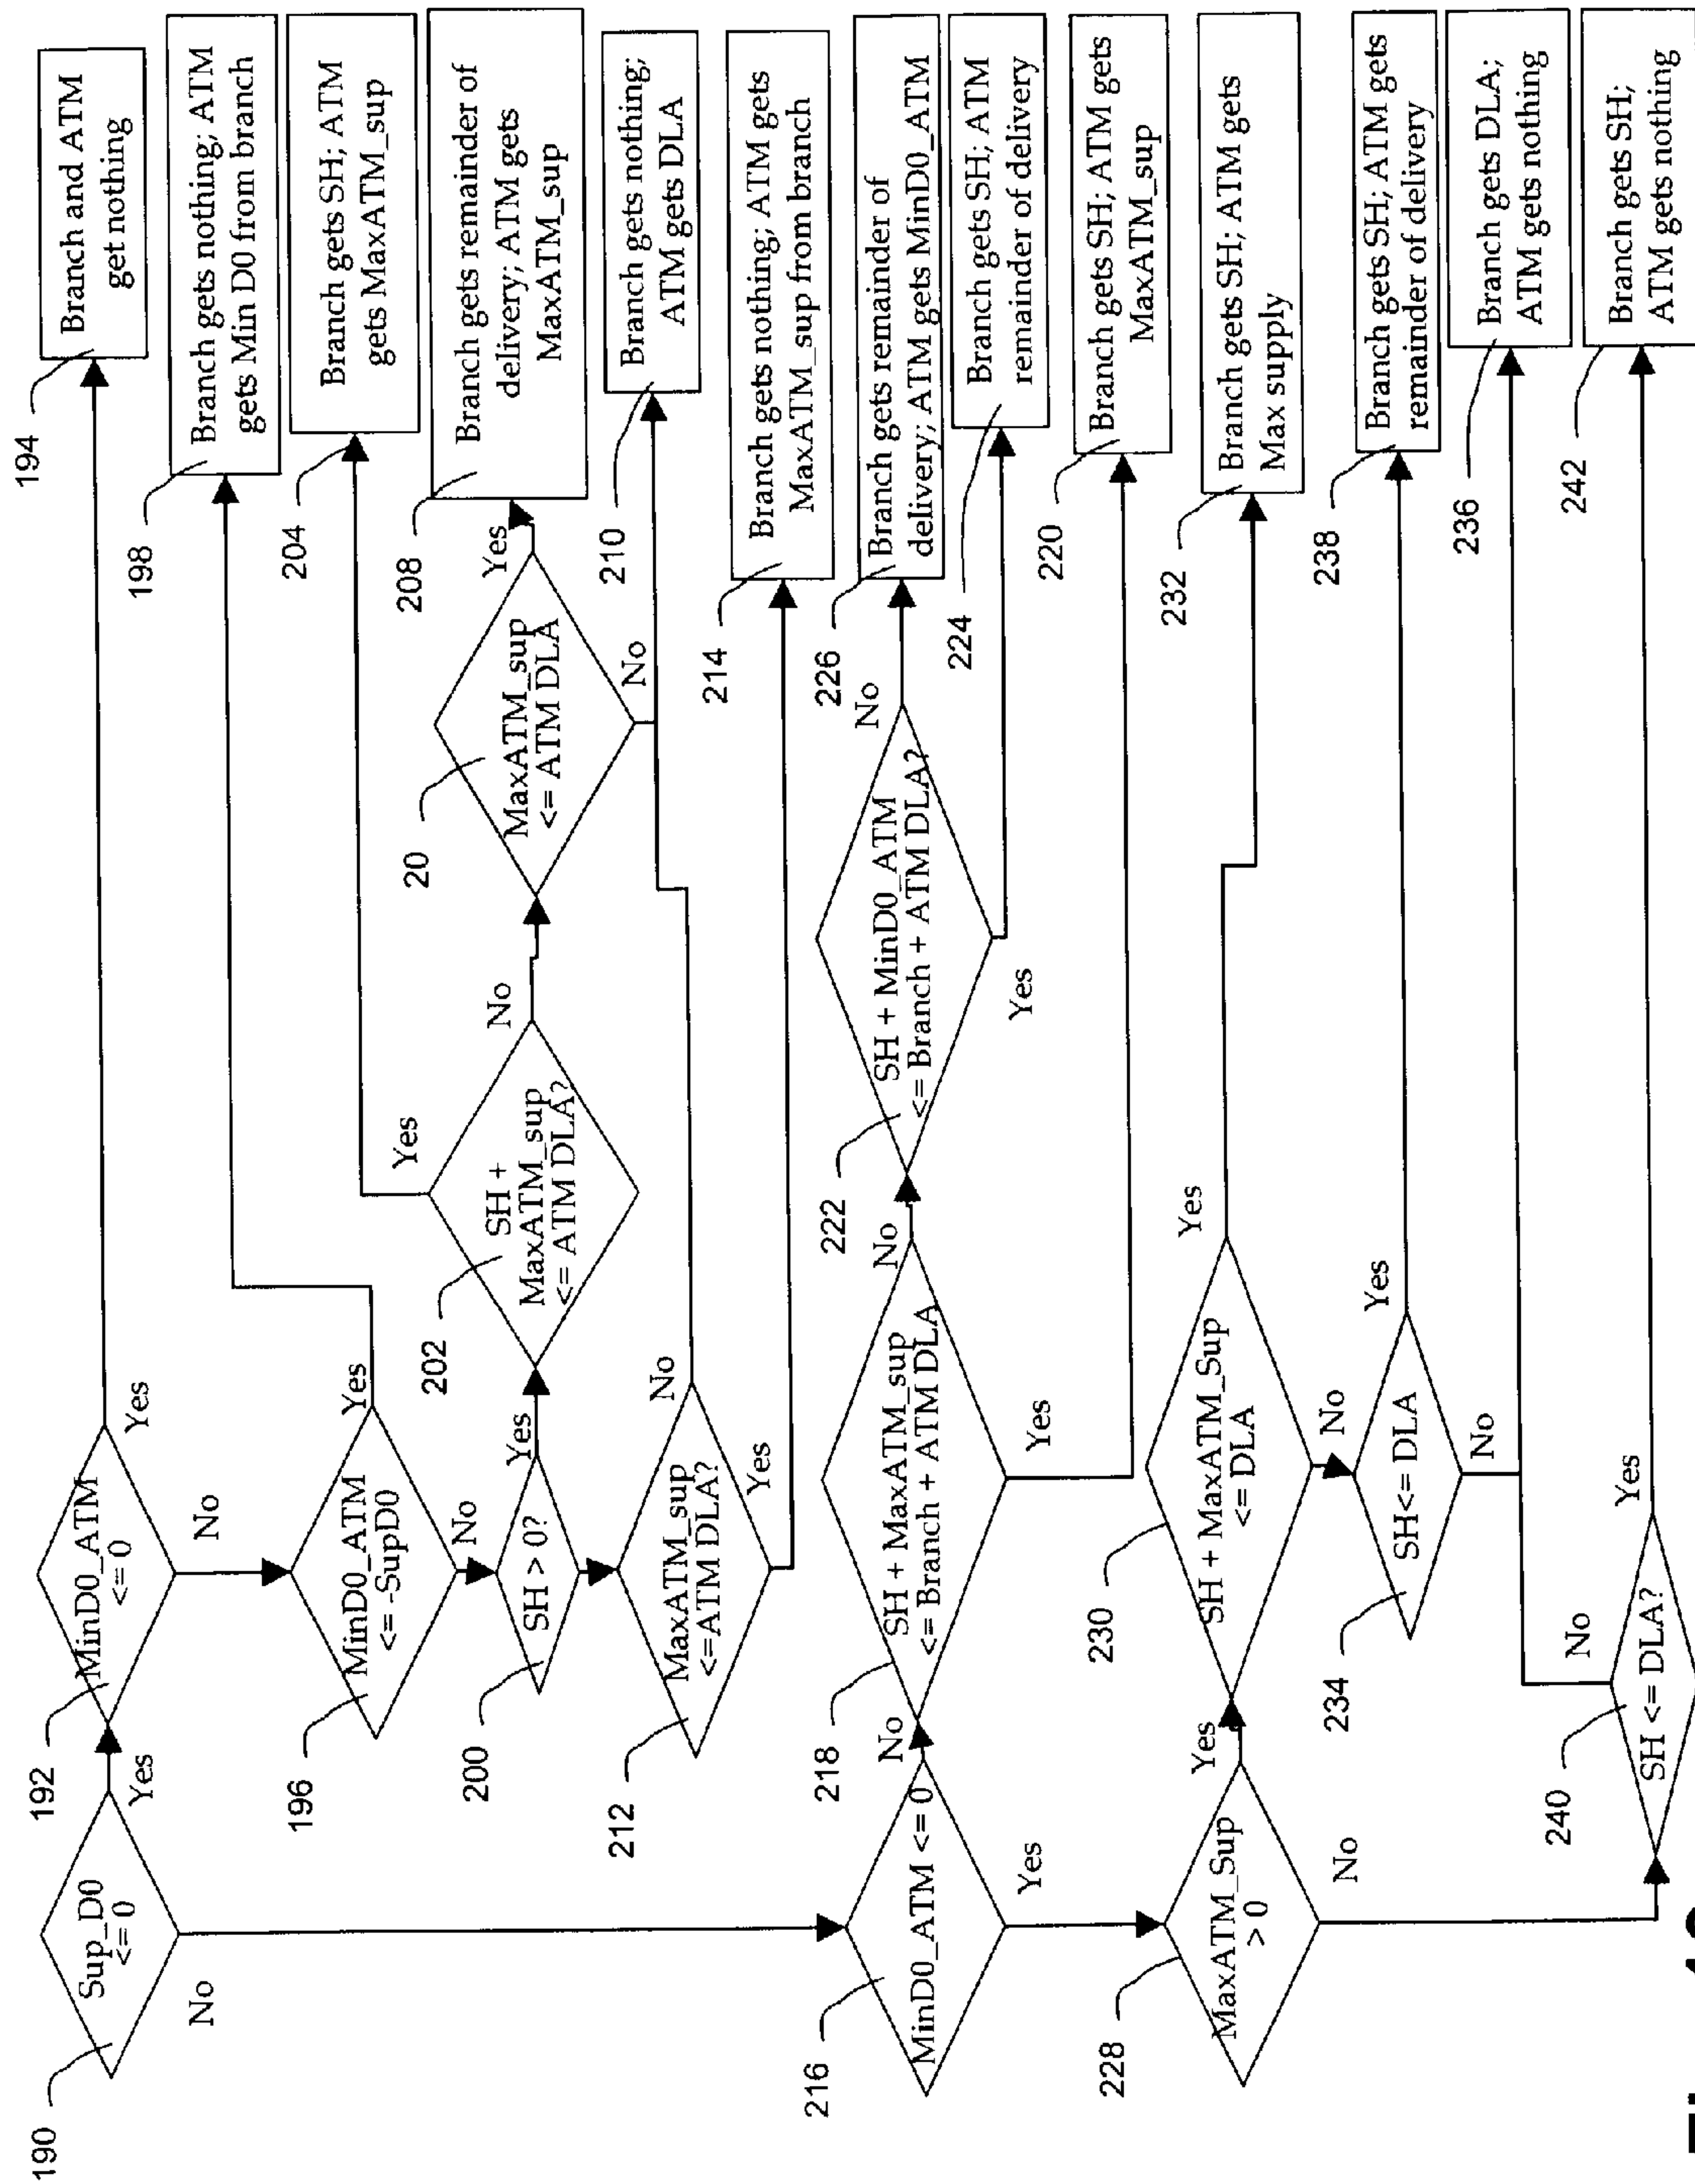 190
Sup_D0
<= 0
Yes
No
192
MinD0_ATM
<= 0
Yes
No
194
Branch and ATM
get nothing
196
MinD0_ATM
<= -SupD0
Yes
No
198
Branch gets nothing; ATM
gets Min D0 from branch
200
SH > 0?
Yes
202
SH +
MaxATM_sup
<= ATM DLA?
Yes
No
204
Branch gets SH; ATM
gets MaxATM_sup
20
MaxATM_sup
<= ATM DLA
Yes
No
208
Branch gets remainder of
delivery; ATM gets
MaxATM_sup
210
Branch gets nothing;
ATM gets DLA
212
MaxATM_sup
<=ATM DLA?
No
Yes
214
Branch gets nothing; ATM gets
MaxATM_sup from branch
216
MinD0_ATM <= 0
No
Yes
218
SH + MaxATM_sup
<= Branch + ATM DLA
No
Yes
222
SH + MinD0_ATM
<= Branch + ATM DLA?
No
Yes
226
Branch gets remainder of
delivery; ATM gets MinD0_ATM
224
Branch gets SH; ATM
remainder of delivery
220
Branch gets SH; ATM gets
MaxATM_sup
228
MaxATM_Sup
> 0
Yes
No
230
SH + MaxATM_Sup
<= DLA
Yes
No
232
Branch gets SH; ATM gets
Max supply
234
SH<= DLA
Yes
No
238
Branch gets SH; ATM gets
remainder of delivery
236
Branch gets DLA;
ATM gets nothing
240
SH <= DLA?
No
Yes
242
Branch gets SH;
ATM gets nothing